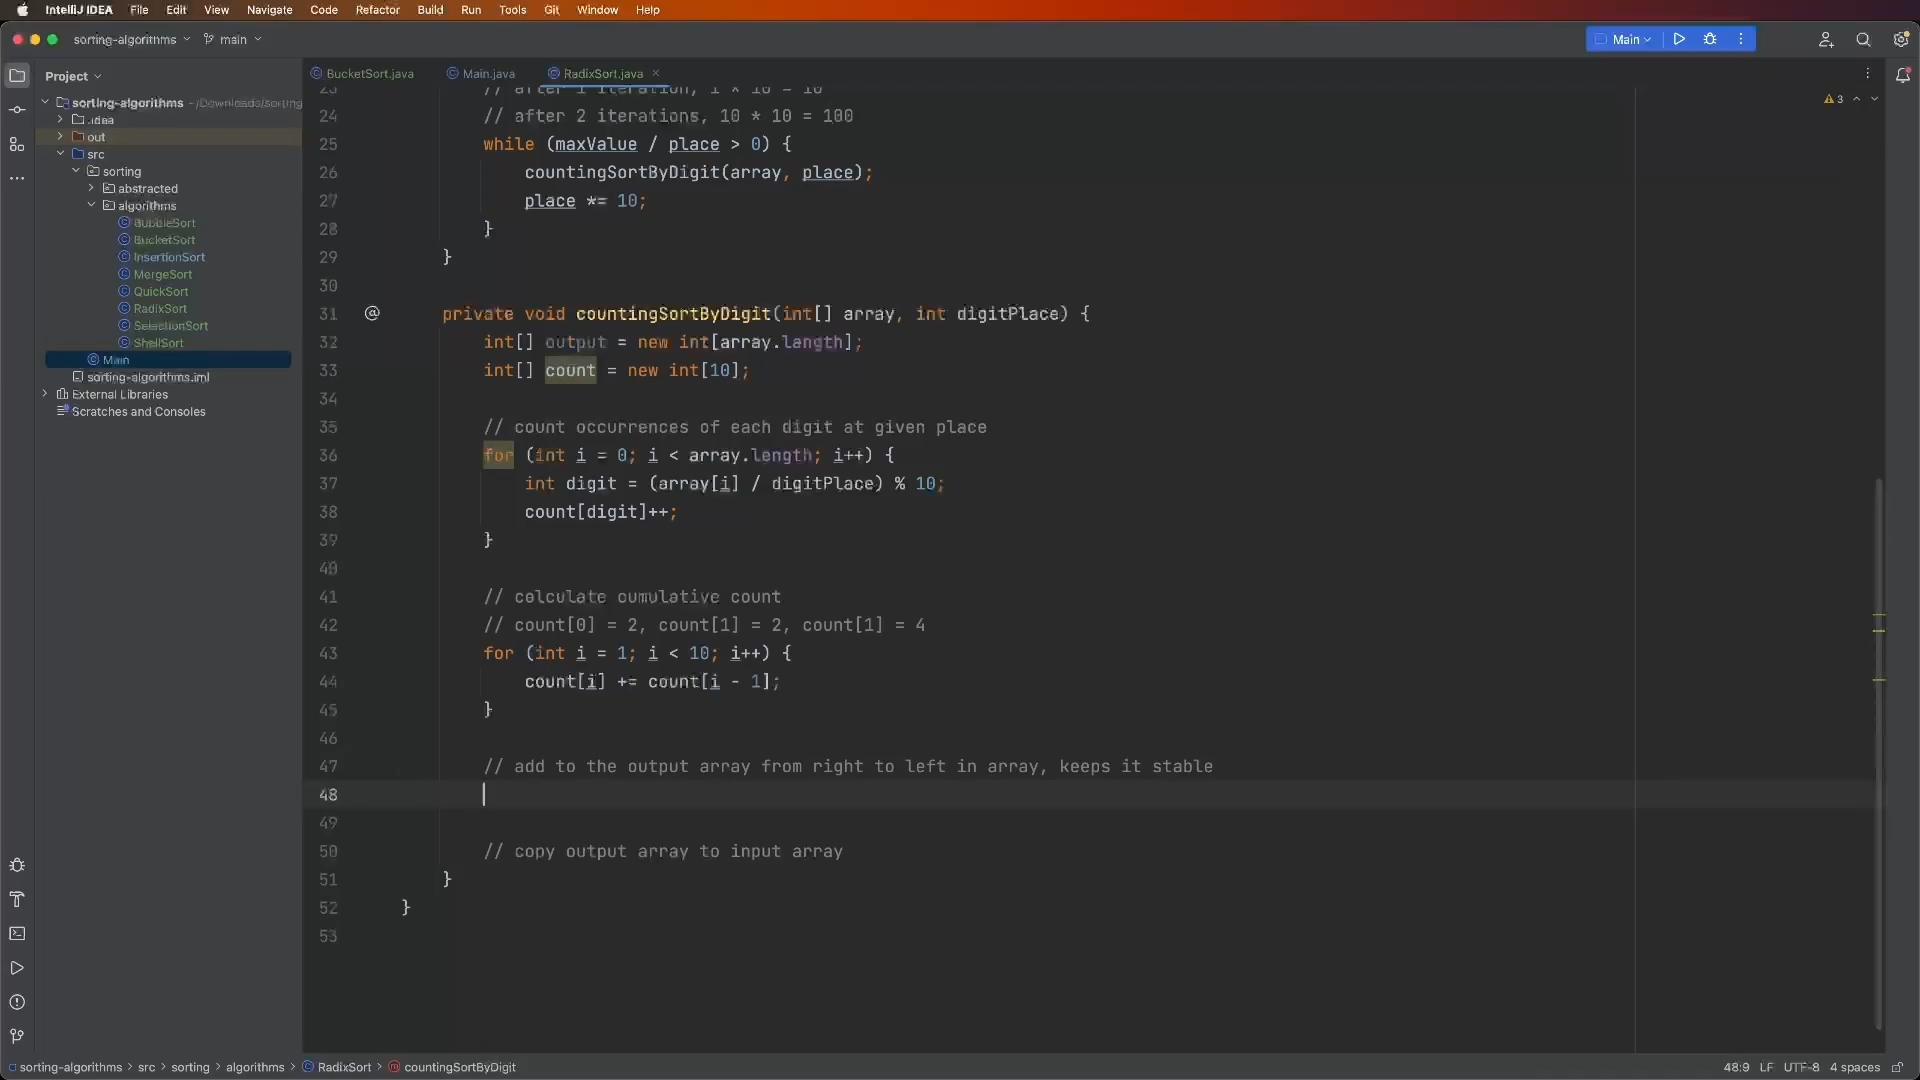 IntelliJ IDEA File Edit View Navigate Code Refactor Build Run Tools Git Window Help
sorting-algorithms main Main
Project
BucketSort.java Main.java RadixSort.java
sorting-algorithms ~/Downloads/sorting
.idea
out
src
sorting
abstracted
algorithms
BubbleSort
BucketSort
InsertionSort
MergeSort
QuickSort
RadixSort
SelectionSort
ShellSort
Main
sorting-algorithms.iml
External Libraries
Scratches and Consoles
3
23 // after 1 iteration, 1 * 10 = 10
24 // after 2 iterations, 10 * 10 = 100
25 while (maxValue / place > 0) {
26 countingSortByDigit(array, place);
27 place *= 10;
28 }
29 }
30
31 @ private void countingSortByDigit(int[] array, int digitPlace) {
32 int[] output = new int[array.length];
33 int[] count = new int[10];
34
35 // count occurrences of each digit at given place
36 for (int i = 0; i < array.length; i++) {
37 int digit = (array[i] / digitPlace) % 10;
38 count[digit]++;
39 }
40
41 // calculate cumulative count
42 // count[0] = 2, count[1] = 2, count[1] = 4
43 for (int i = 1; i < 10; i++) {
44 count[i] += count[i - 1];
45 }
46
47 // add to the output array from right to left in array, keeps it stable
48
49
50 // copy output array to input array
51 }
52 }
53
sorting-algorithms > src > sorting > algorithms > RadixSort > countingSortByDigit 48:9 LF UTF-8 4 spaces